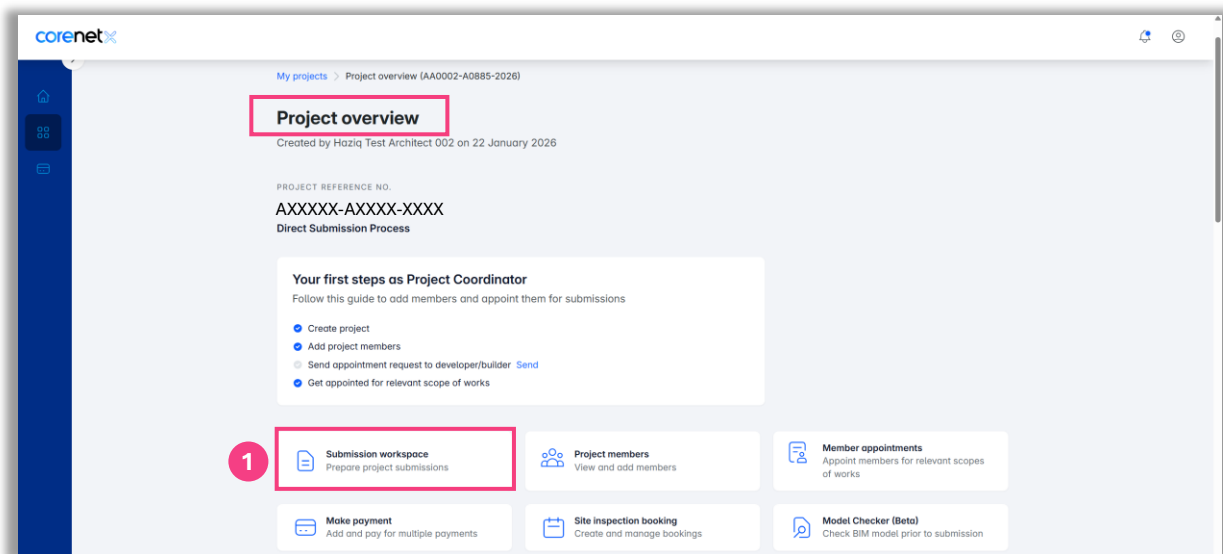 corenetx
My projects > Project overview (AA0002-A0885-2026)
Project overview
Created by Haziq Test Architect 002 on 22 January 2026
PROJECT REFERENCE NO.
AXXXXX-AXXXX-XXXX
Direct Submission Process
Your first steps as Project Coordinator
Follow this guide to add members and appoint them for submissions
Create project
Add project members
Send appointment request to developer/builder Send
Get appointed for relevant scope of works
1
Submission workspace
Prepare project submissions
Project members
View and add members
Member appointments
Appoint members for relevant scopes
of works
Make payment
Add and pay for multiple payments
Site inspection booking
Create and manage bookings
Model Checker (Beta)
Check BIM model prior to submission